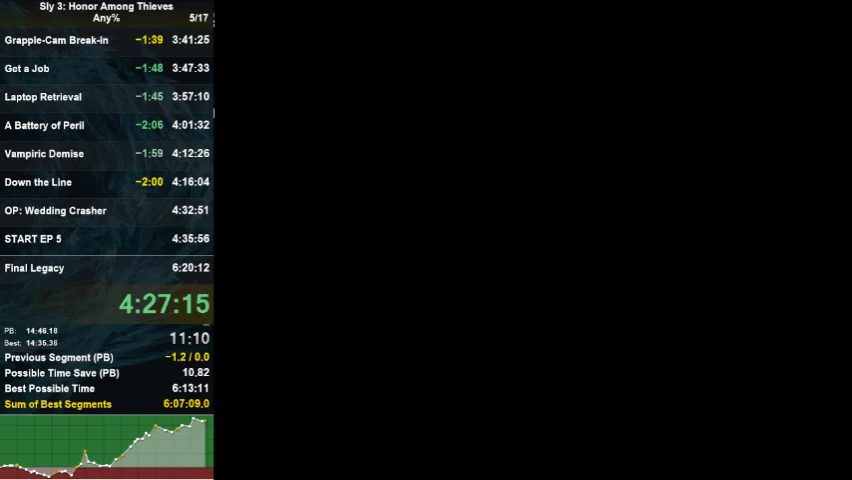 Sly 3: Honor Among Thieves
Any% 5/17
Grapple-Cam Break-in −1:39 3:41:25
Get a Job −1:48 3:47:33
Laptop Retrieval −1:45 3:57:10
A Battery of Peril −2:06 4:01:32
Vampiric Demise −1:59 4:12:26
Down the Line −2:00 4:16:04
OP: Wedding Crasher 4:32:51
START EP 5 4:35:56
Final Legacy 6:20:12
4:27:15
PB: 14:46.18
Best: 14:35.36 11:10
Previous Segment (PB) −1.2 / 0.0
Possible Time Save (PB) 10.82
Best Possible Time 6:13:11
Sum of Best Segments 6:07:09.0